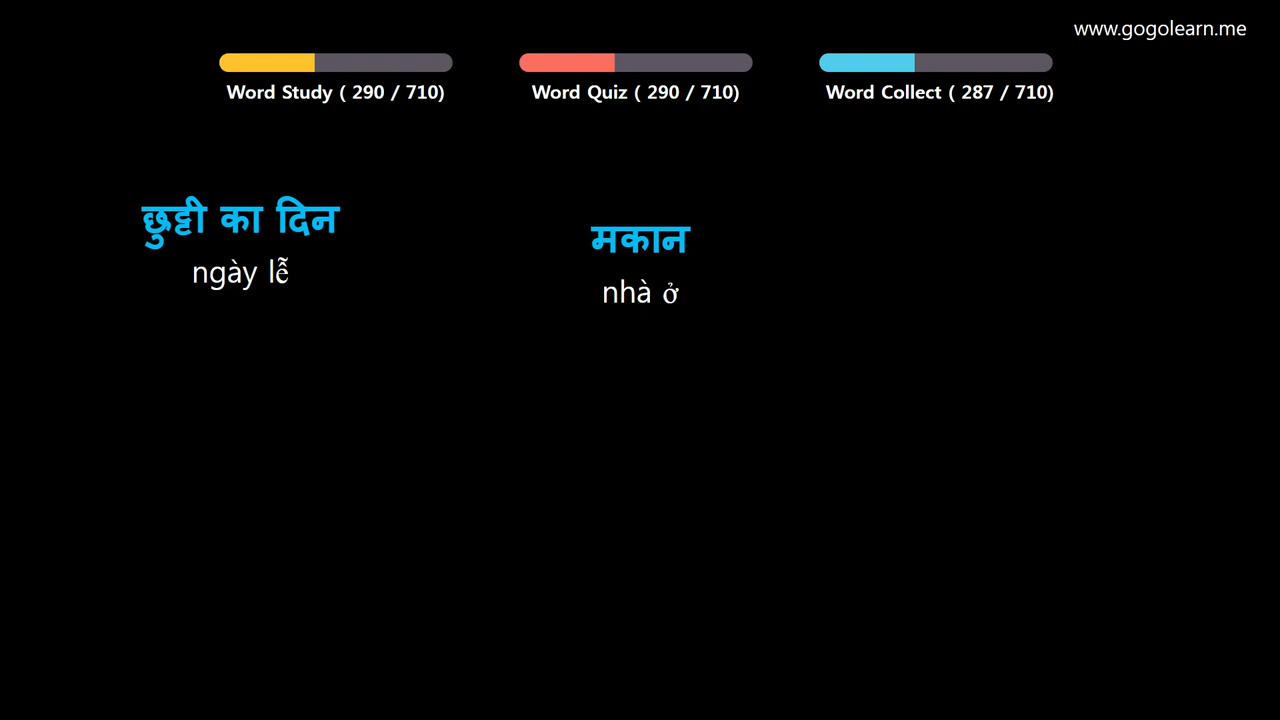 www.gogolearn.me
Word Study ( 290 / 710)
Word Quiz ( 290 / 710)
Word Collect ( 287 / 710)
छुट्टी का दिन
ngày lễ
मकान
nhà ở